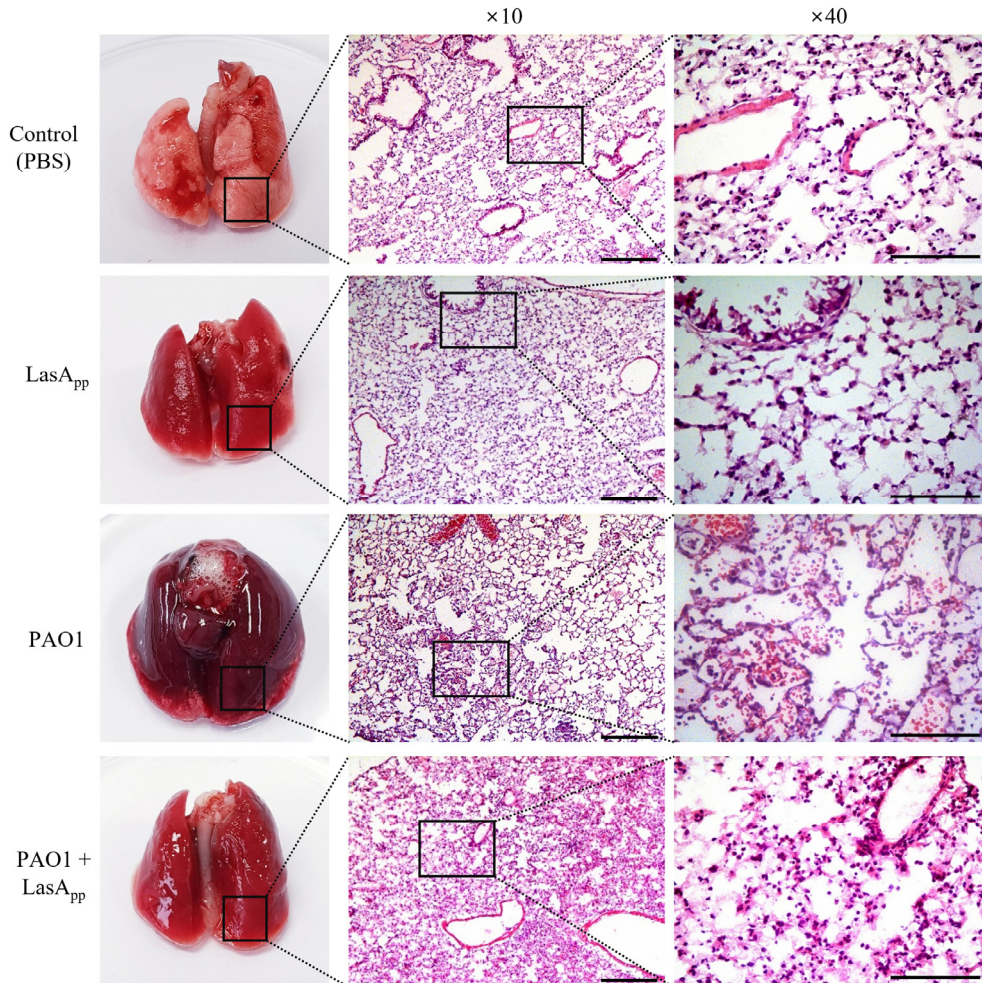 ×10 ×40
Control
(PBS)
LasApp
PAO1
PAO1 +
LasApp